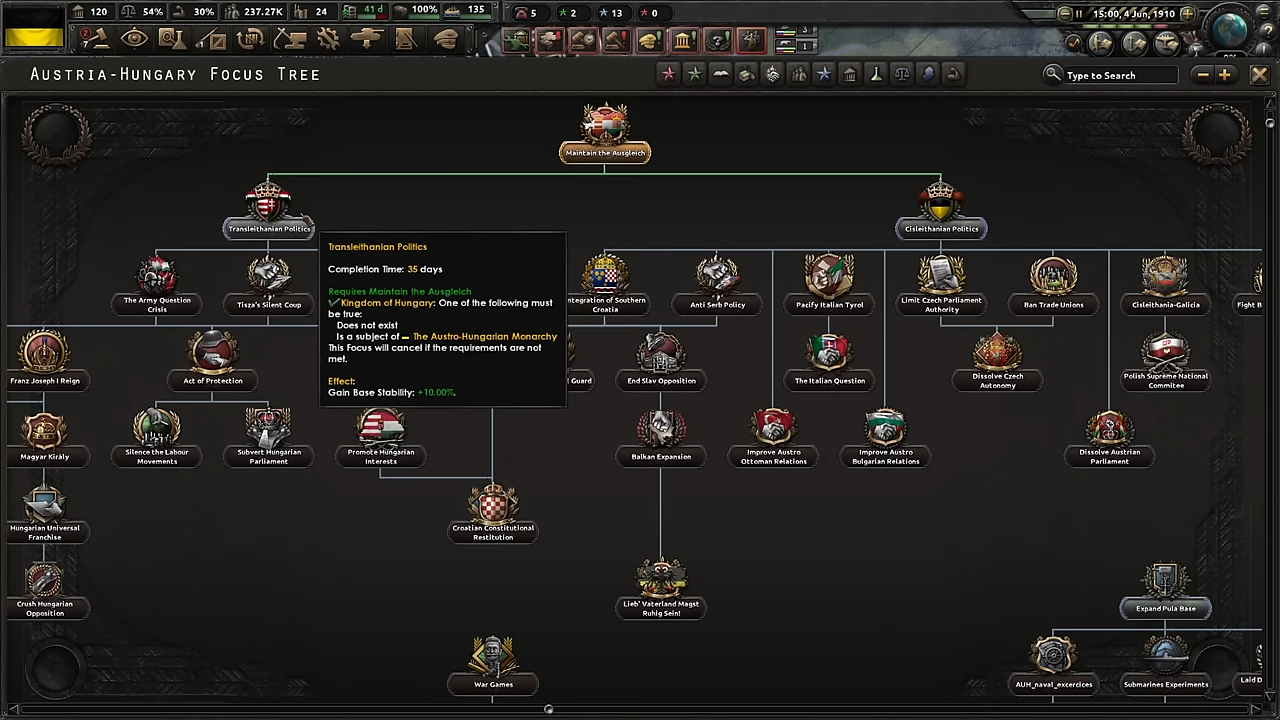 120 54% 30% 237.27K 24 41 d 100% 135 5 2 13 0 15:00, 4 Jun, 1910
2
7
3
1
AUSTRIA-HUNGARY FOCUS TREE
Type to Search
Maintain the Ausgleich
Transleithanian Politics
Cisleithanian Politics
Transleithanian Politics
Completion Time: 35 days
Requires Maintain the Ausgleich
Kingdom of Hungary: One of the following must
be true:
Does not exist
Is a subject of The Austro-Hungarian Monarchy
This Focus will cancel if the requirements are not
met.
Effect:
Gain Base Stability: +10.00%.
The Army Question
Crisis
Tisza's Silent Coup
ntegration of Southern
Croatia
Anti Serb Policy
Pacify Italian Tyrol
Limit Czech Parliament
Authority
Ban Trade Unions
Cisleithania-Galicia
Fight B
Franz Joseph I Reign
Act of Protection
l Guard
End Slav Opposition
The Italian Question
Dissolve Czech
Autonomy
Polish Supreme National
Commitee
Magyar Király
Silence the Labour
Movements
Subvert Hungarian
Parliament
Promote Hungarian
Interests
Balkan Expansion
Improve Austro
Ottoman Relations
Improve Austro
Bulgarian Relations
Dissolve Austrian
Parliament
Hungarian Universal
Franchise
Croatian Constitutional
Restitution
Crush Hungarian
Opposition
Lieb' Vaterland Magst
Ruhig Sein!
Expand Pula Base
War Games
AUH_naval_excercices
Submarines Experiments
Laid D